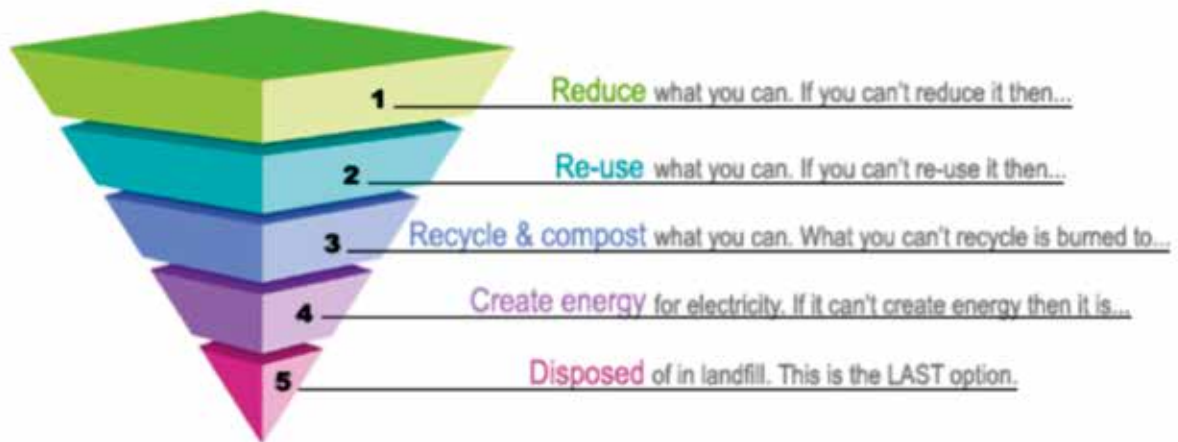 1 Reduce what you can. If you can't reduce it then...
2 Re-use what you can. If you can't re-use it then...
3 Recycle & compost what you can. What you can't recycle is burned to...
4 Create energy for electricity. If it can't create energy then it is...
5 Disposed of in landfill. This is the LAST option.